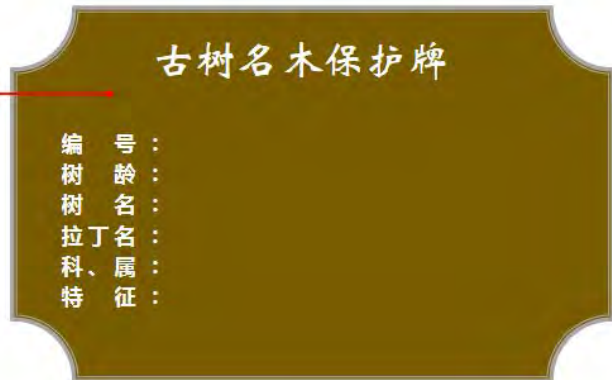 古树名木保护牌
编 号：
树 龄：
树 名：
拉丁名：
科、属：
特 征：